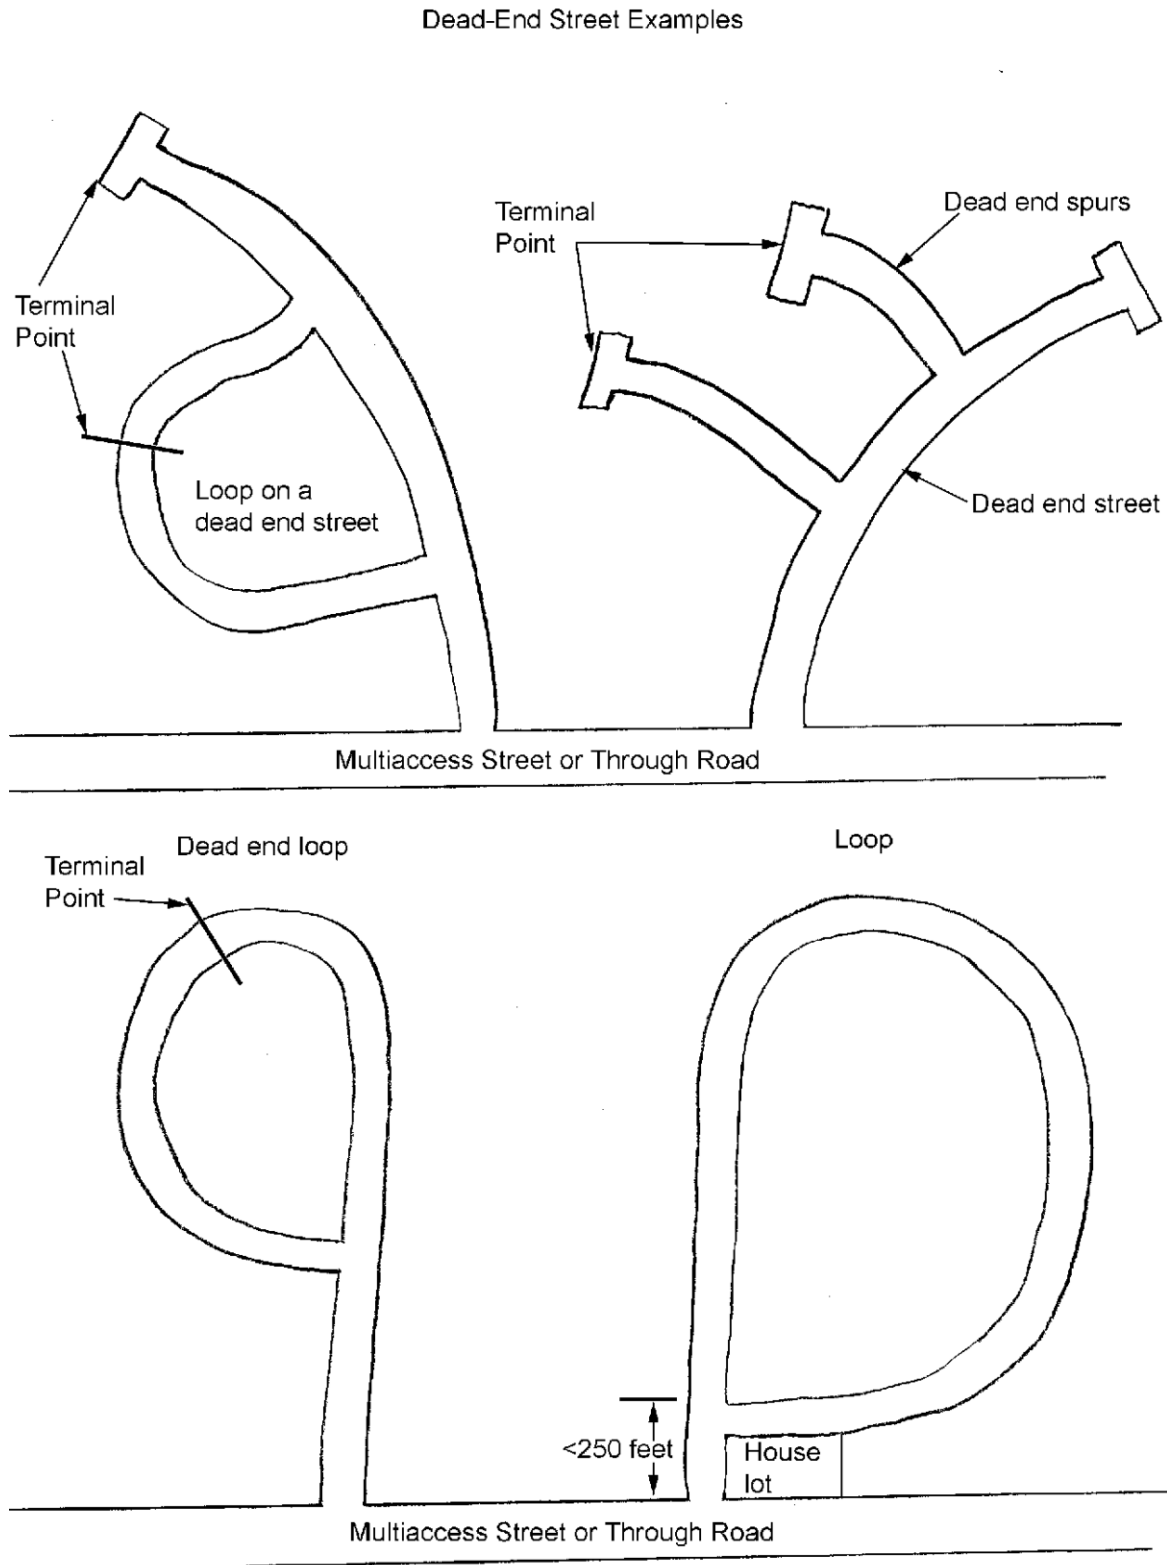 Dead-End Street Examples
Terminal
Point
Dead end spurs
Terminal
Point
Loop on a
dead end street
Dead end street
Multiaccess Street or Through Road
Dead end loop
Loop
Terminal
Point
<250 feet
House
lot
Multiaccess Street or Through Road